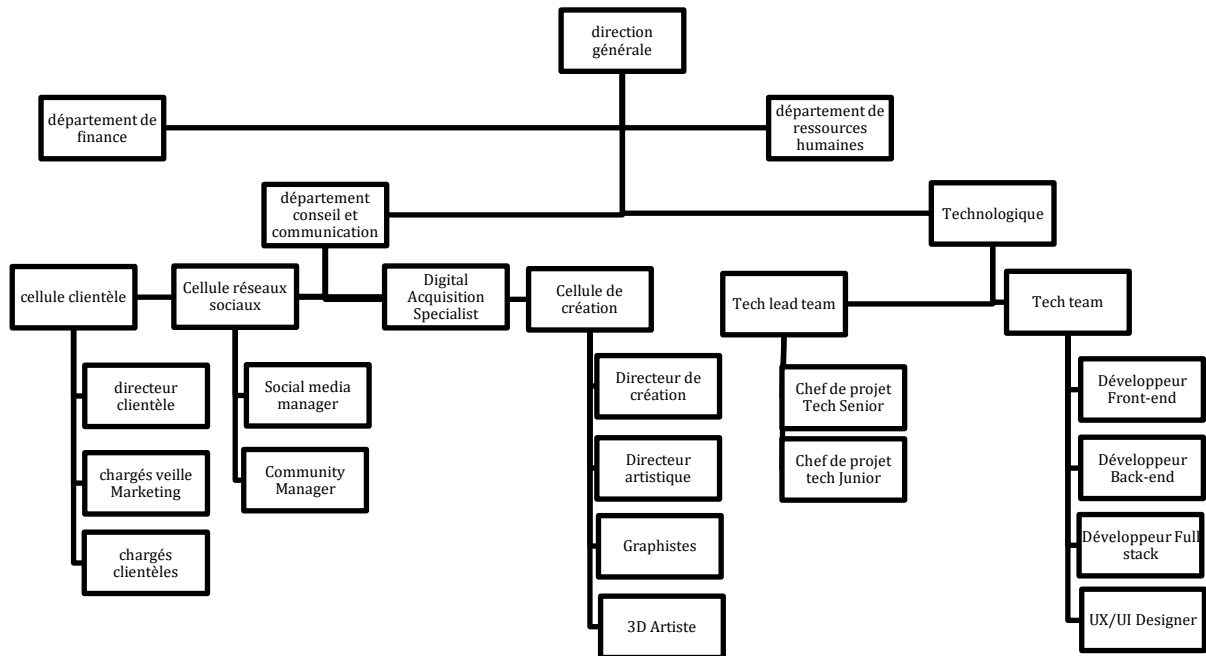 direction
générale
département de
finance
département de
ressources
humaines
département
conseil et
communication
Technologique
cellule clientèle
Cellule réseaux
sociaux
Digital
Acquisition
Specialist
Cellule de
création
Tech lead team
Tech team
directeur
clientèle
chargés veille
Marketing
chargés
clientèles
Social media
manager
Community
Manager
Directeur de
création
Directeur
artistique
Graphistes
3D Artiste
Chef de projet
Tech Senior
Chef de projet
tech Junior
Développeur
Front-end
Développeur
Back-end
Développeur Full
stack
UX/UI Designer